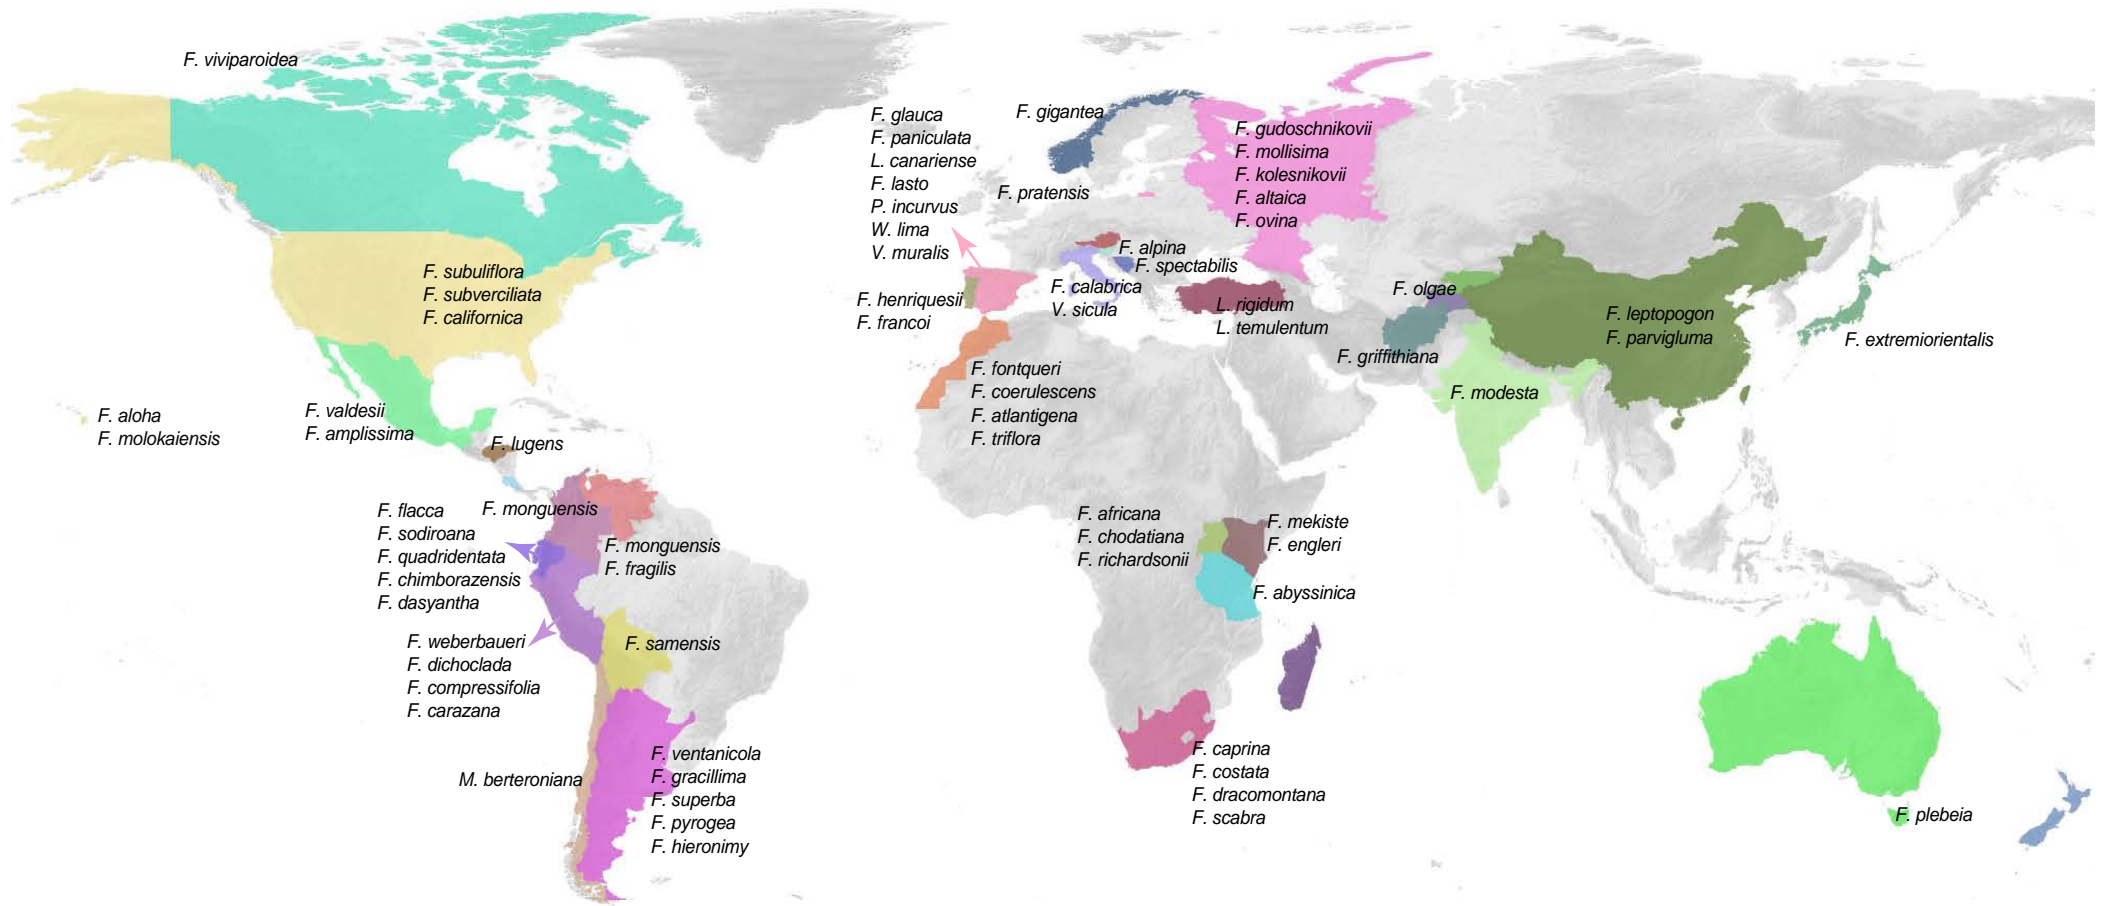 F. viviparoidea
F. subuliflora
F. subverciliata
F. californica
F. aloha
F. molokaiensis
F. valdesii
F. amplissima
F. lugens
F. flacca
F. sodiroana
F. quadridentata
F. chimborazensis
F. dasyantha
F. monguensis
F. monguensis
F. fragilis
F. weberbaueri
F. dichoclada
F. compressifolia
F. carazana
F. samensis
M. berteroniana
F. ventanicola
F. gracillima
F. superba
F. pyrogea
F. hieronimy
F. glauca
F. paniculata
L. canariense
F. lasto
P. incurvus
W. lima
V. muralis
F. henriquesii
F. francoi
F. gigantea
F. pratensis
F. gudoschnikovii
F. mollisima
F. kolesnikovii
F. altaica
F. ovina
F. alpina
F. spectabilis
F. calabrica
V. sicula
L. rigidum
L. temulentum
F. fontqueri
F. coerulescens
F. atlantigena
F. triflora
F. africana
F. chodatiana
F. richardsonii
F. mekiste
F. engleri
F. abyssinica
F. caprina
F. costata
F. dracomontana
F. scabra
F. olgae
F. griffithiana
F. modesta
F. leptopogon
F. parvigluma
F. extremiorientalis
F. plebeia